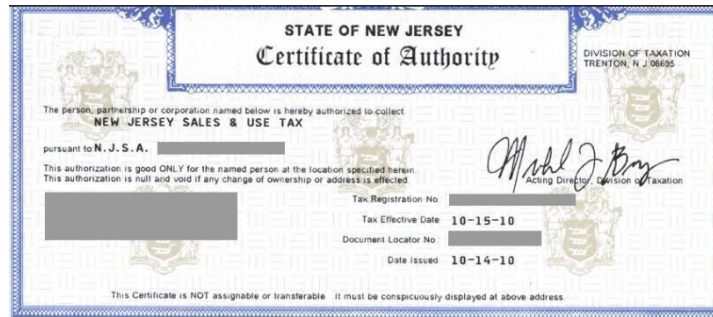 STATE OF NEW JERSEY
Certificate of Authority
DIVISION OF TAXATION
TRENTON, N J 08695
The person, partnership or corporation named below is hereby authorized to collect
NEW JERSEY SALES & USE TAX
pursuant to N.J.S.A.
This authorization is good ONLY for the named person at the location specified herein.
This authorization is null and void if any change of ownership or address is effected
Acting Director, Division of Taxation
Tax Registration No
Tax Effective Date 10-15-10
Document Locator No.
Date Issued 10-14-10
This Certificate is NOT assignable or transferable. It must be conspicuously displayed at above address